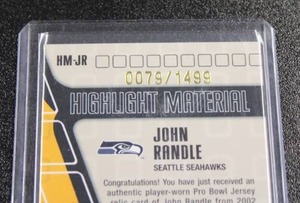 HM-JR
0079/1499
HIGHLIGHT MATERIAL
JOHN
RANDLE
SEATTLE SEAHAWKS
Congratulations! You have just received an
authentic player-worn Pro Bowl Jersey
relic card of John Randle from 2002